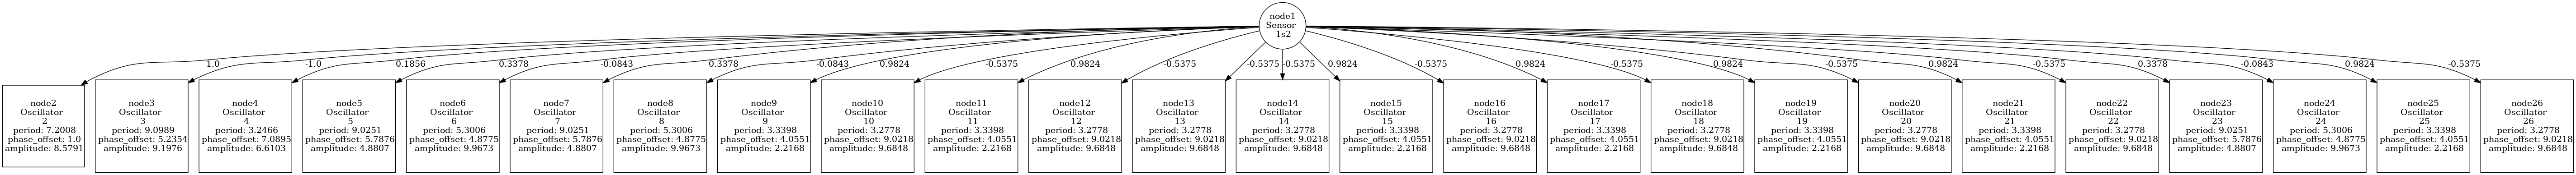 node1
Sensor
1s2
1.0
-1.0
0.1856
0.3378
-0.0843
0.3378
-0.0843
0.9824
-0.5375
0.9824
-0.5375
-0.5375
-0.5375
0.9824
-0.5375
0.9824
-0.5375
0.9824
-0.5375
0.9824
-0.5375
0.3378
-0.0843
0.9824
-0.5375
node2
Oscillator
2
period: 7.2008
phase_offset: 1.0
amplitude: 8.5791
node3
Oscillator
3
period: 9.0989
phase_offset: 5.2354
amplitude: 9.1976
node4
Oscillator
4
period: 3.2466
phase_offset: 7.0895
amplitude: 6.6103
node5
Oscillator
5
period: 9.0251
phase_offset: 5.7876
amplitude: 4.8807
node6
Oscillator
6
period: 5.3006
phase_offset: 4.8775
amplitude: 9.9673
node7
Oscillator
7
period: 9.0251
phase_offset: 5.7876
amplitude: 4.8807
node8
Oscillator
8
period: 5.3006
phase_offset: 4.8775
amplitude: 9.9673
node9
Oscillator
9
period: 3.3398
phase_offset: 4.0551
amplitude: 2.2168
node10
Oscillator
10
period: 3.2778
phase_offset: 9.0218
amplitude: 9.6848
node11
Oscillator
11
period: 3.3398
phase_offset: 4.0551
amplitude: 2.2168
node12
Oscillator
12
period: 3.2778
phase_offset: 9.0218
amplitude: 9.6848
node13
Oscillator
13
period: 3.2778
phase_offset: 9.0218
amplitude: 9.6848
node14
Oscillator
14
period: 3.2778
phase_offset: 9.0218
amplitude: 9.6848
node15
Oscillator
15
period: 3.3398
phase_offset: 4.0551
amplitude: 2.2168
node16
Oscillator
16
period: 3.2778
phase_offset: 9.0218
amplitude: 9.6848
node17
Oscillator
17
period: 3.3398
phase_offset: 4.0551
amplitude: 2.2168
node18
Oscillator
18
period: 3.2778
phase_offset: 9.0218
amplitude: 9.6848
node19
Oscillator
19
period: 3.3398
phase_offset: 4.0551
amplitude: 2.2168
node20
Oscillator
20
period: 3.2778
phase_offset: 9.0218
amplitude: 9.6848
node21
Oscillator
21
period: 3.3398
phase_offset: 4.0551
amplitude: 2.2168
node22
Oscillator
22
period: 3.2778
phase_offset: 9.0218
amplitude: 9.6848
node23
Oscillator
23
period: 9.0251
phase_offset: 5.7876
amplitude: 4.8807
node24
Oscillator
24
period: 5.3006
phase_offset: 4.8775
amplitude: 9.9673
node25
Oscillator
25
period: 3.3398
phase_offset: 4.0551
amplitude: 2.2168
node26
Oscillator
26
period: 3.2778
phase_offset: 9.0218
amplitude: 9.6848